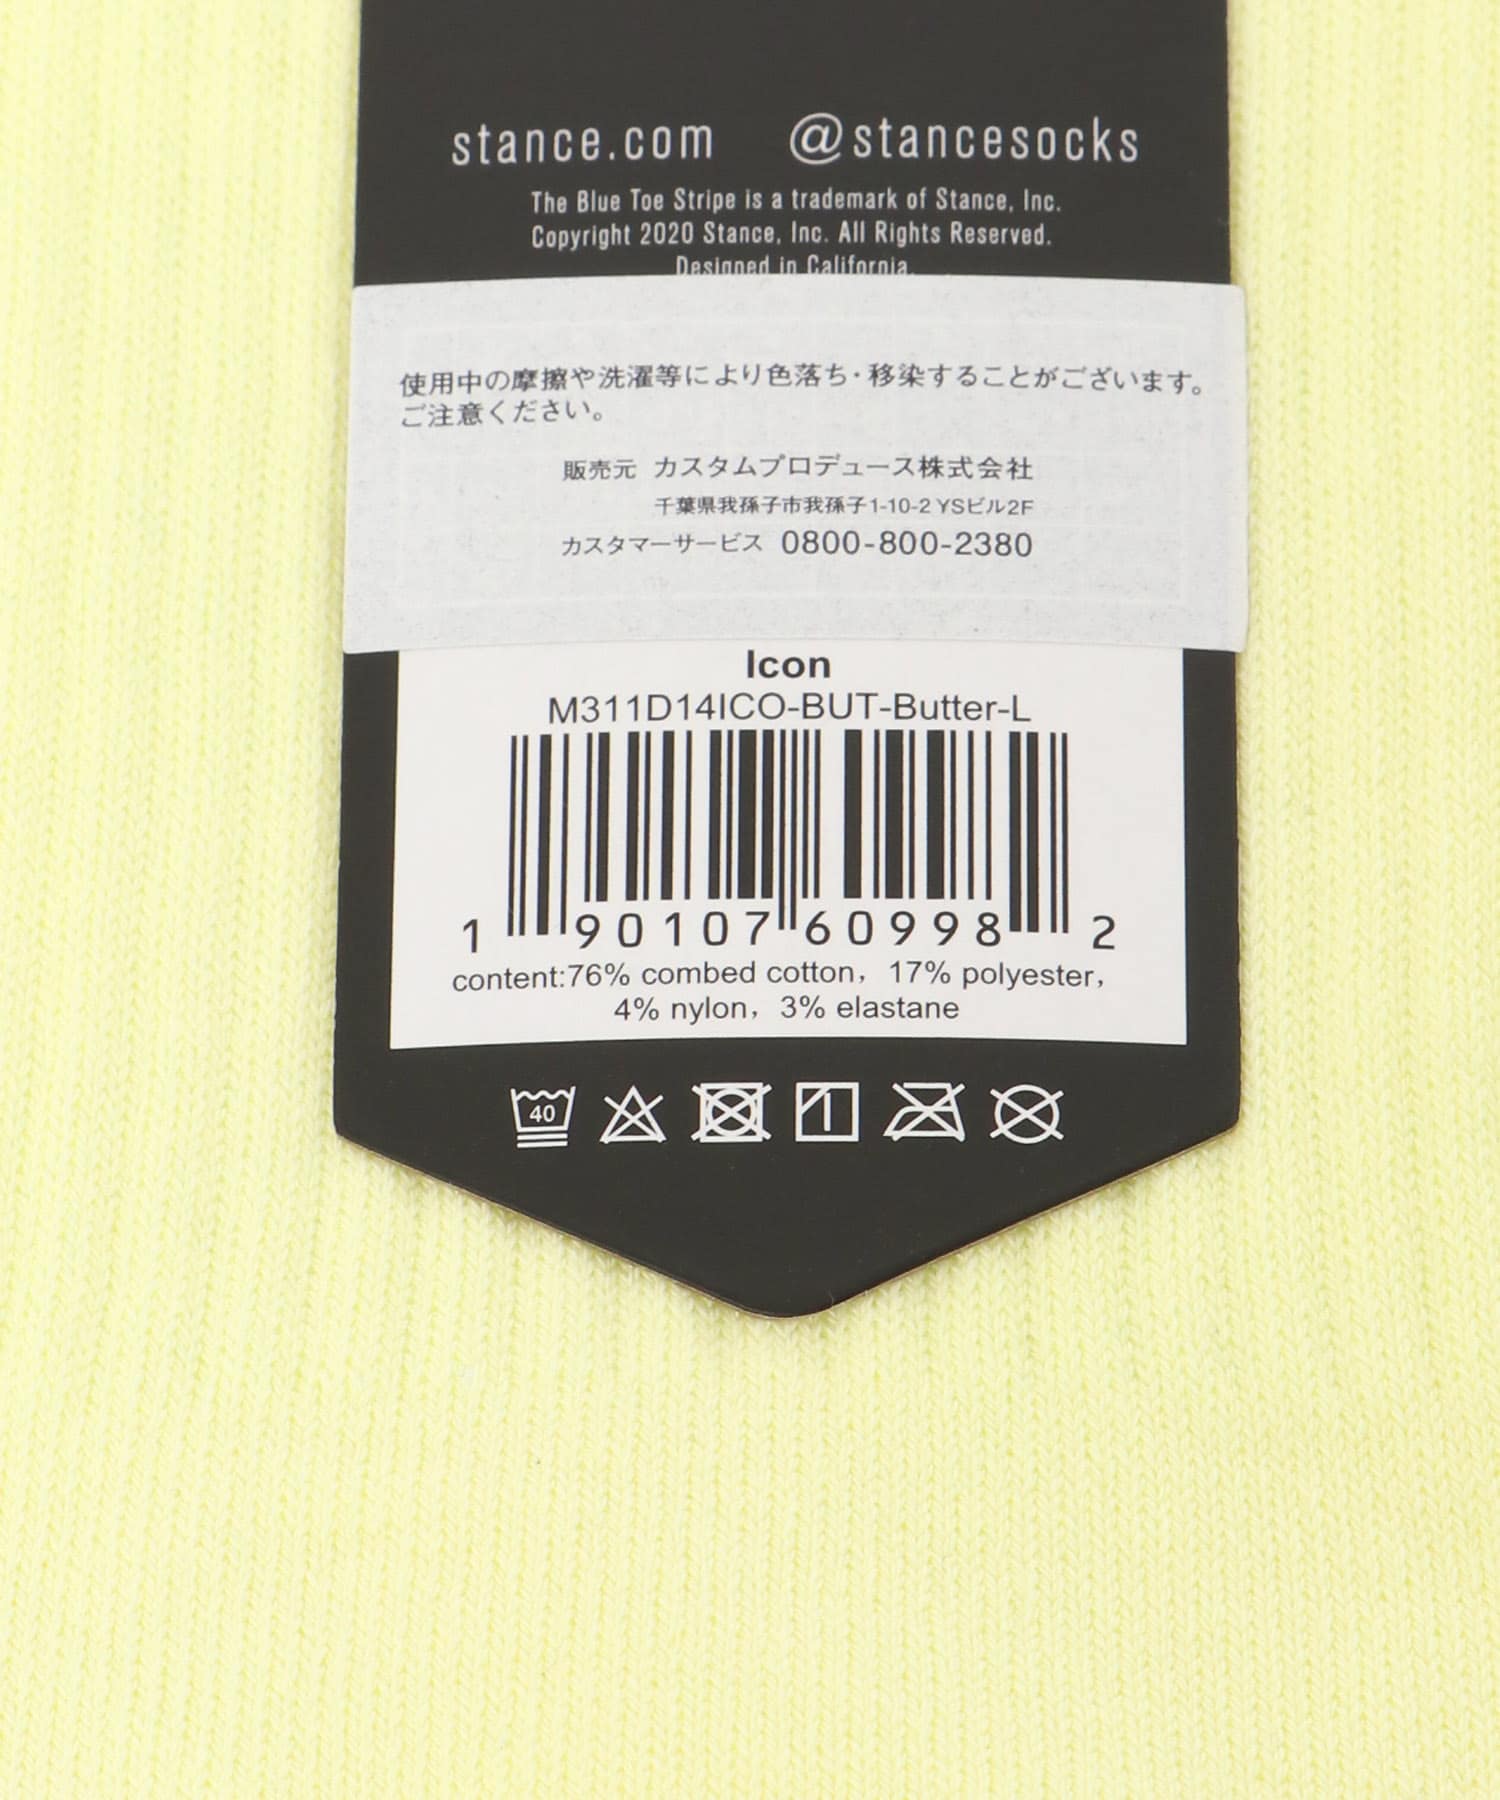 stance.com @stancesocks
The Blue Toe Stripe is a trademark of Stance, Inc.
Copyright 2020 Stance, Inc. All Rights Reserved.
Designed in California.
使用中の摩擦や洗濯等により色落ち・移染することがございます。
ご注意ください。
販売元 カスタムプロデュース株式会社
千葉県我孫子市我孫子1-10-2 YSビル2F
カスタマーサービス 0800-800-2380
Icon
M311D14ICO-BUT-Butter-L
1 90107 60998 2
content:76% combed cotton, 17% polyester,
4% nylon, 3% elastane
40